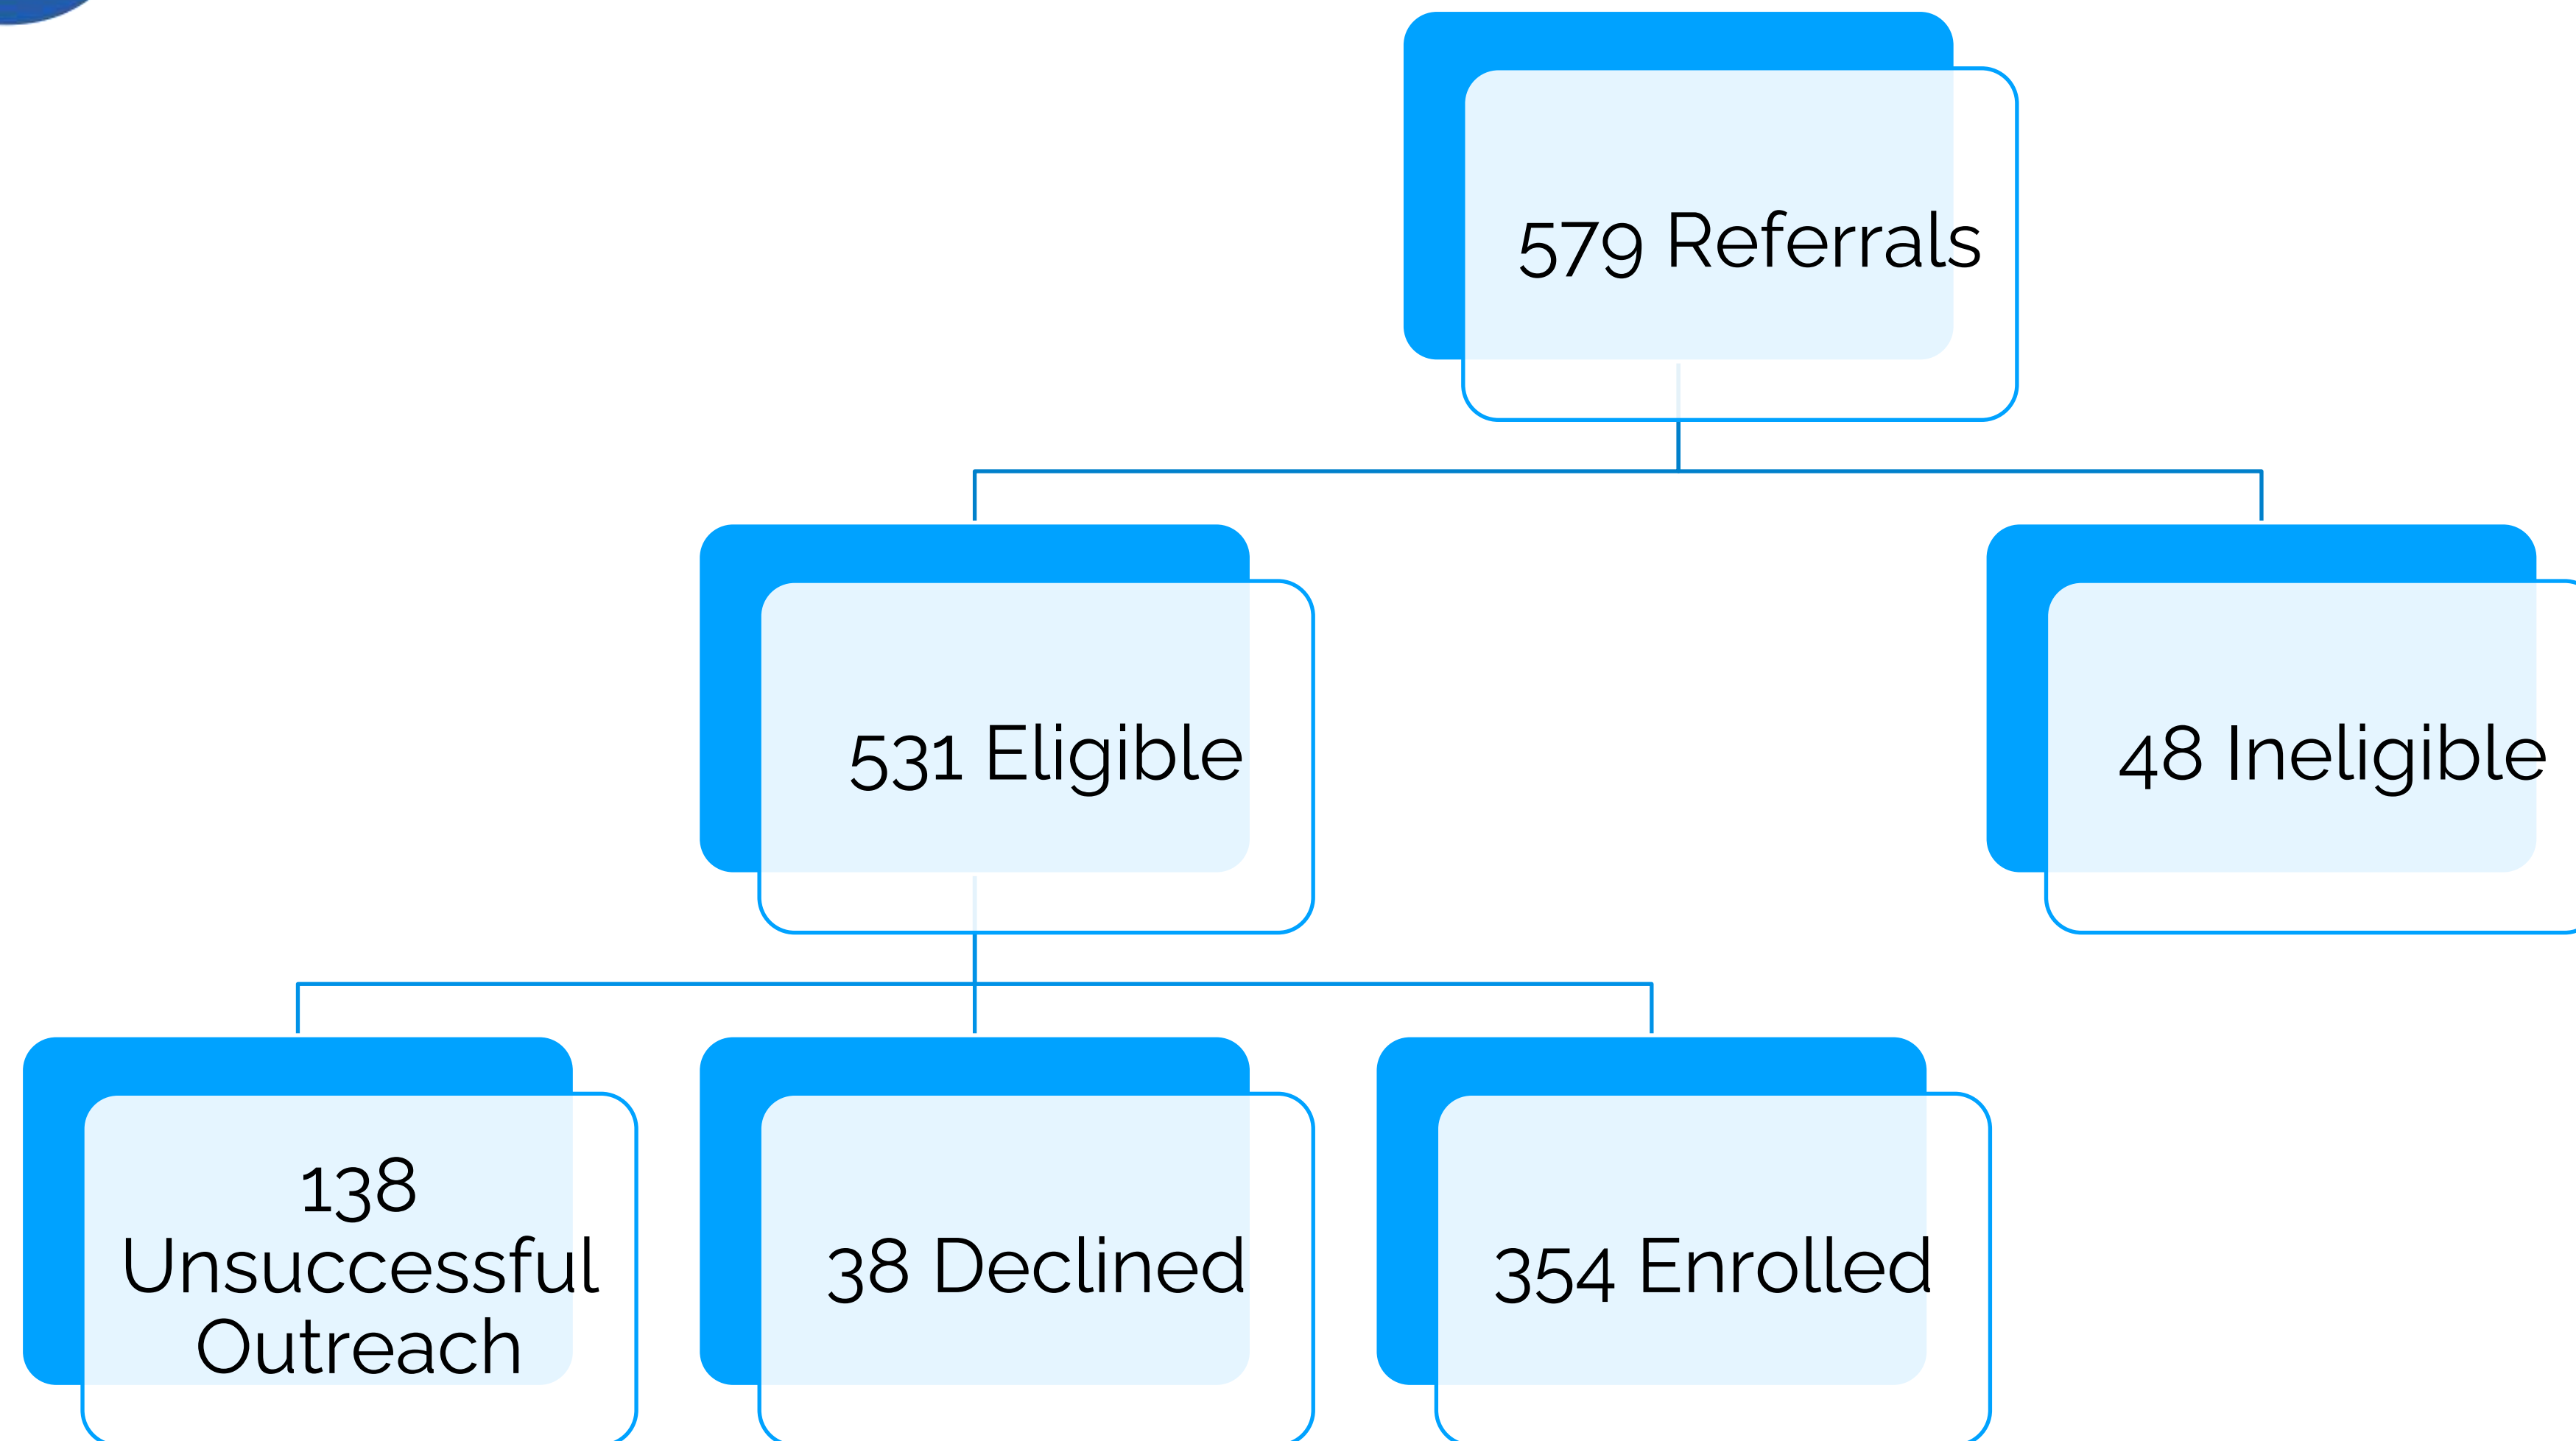 579 Referrals
531 Eligible
48 Ineligible
138
Unsuccessful
Outreach
38 Declined
354 Enrolled